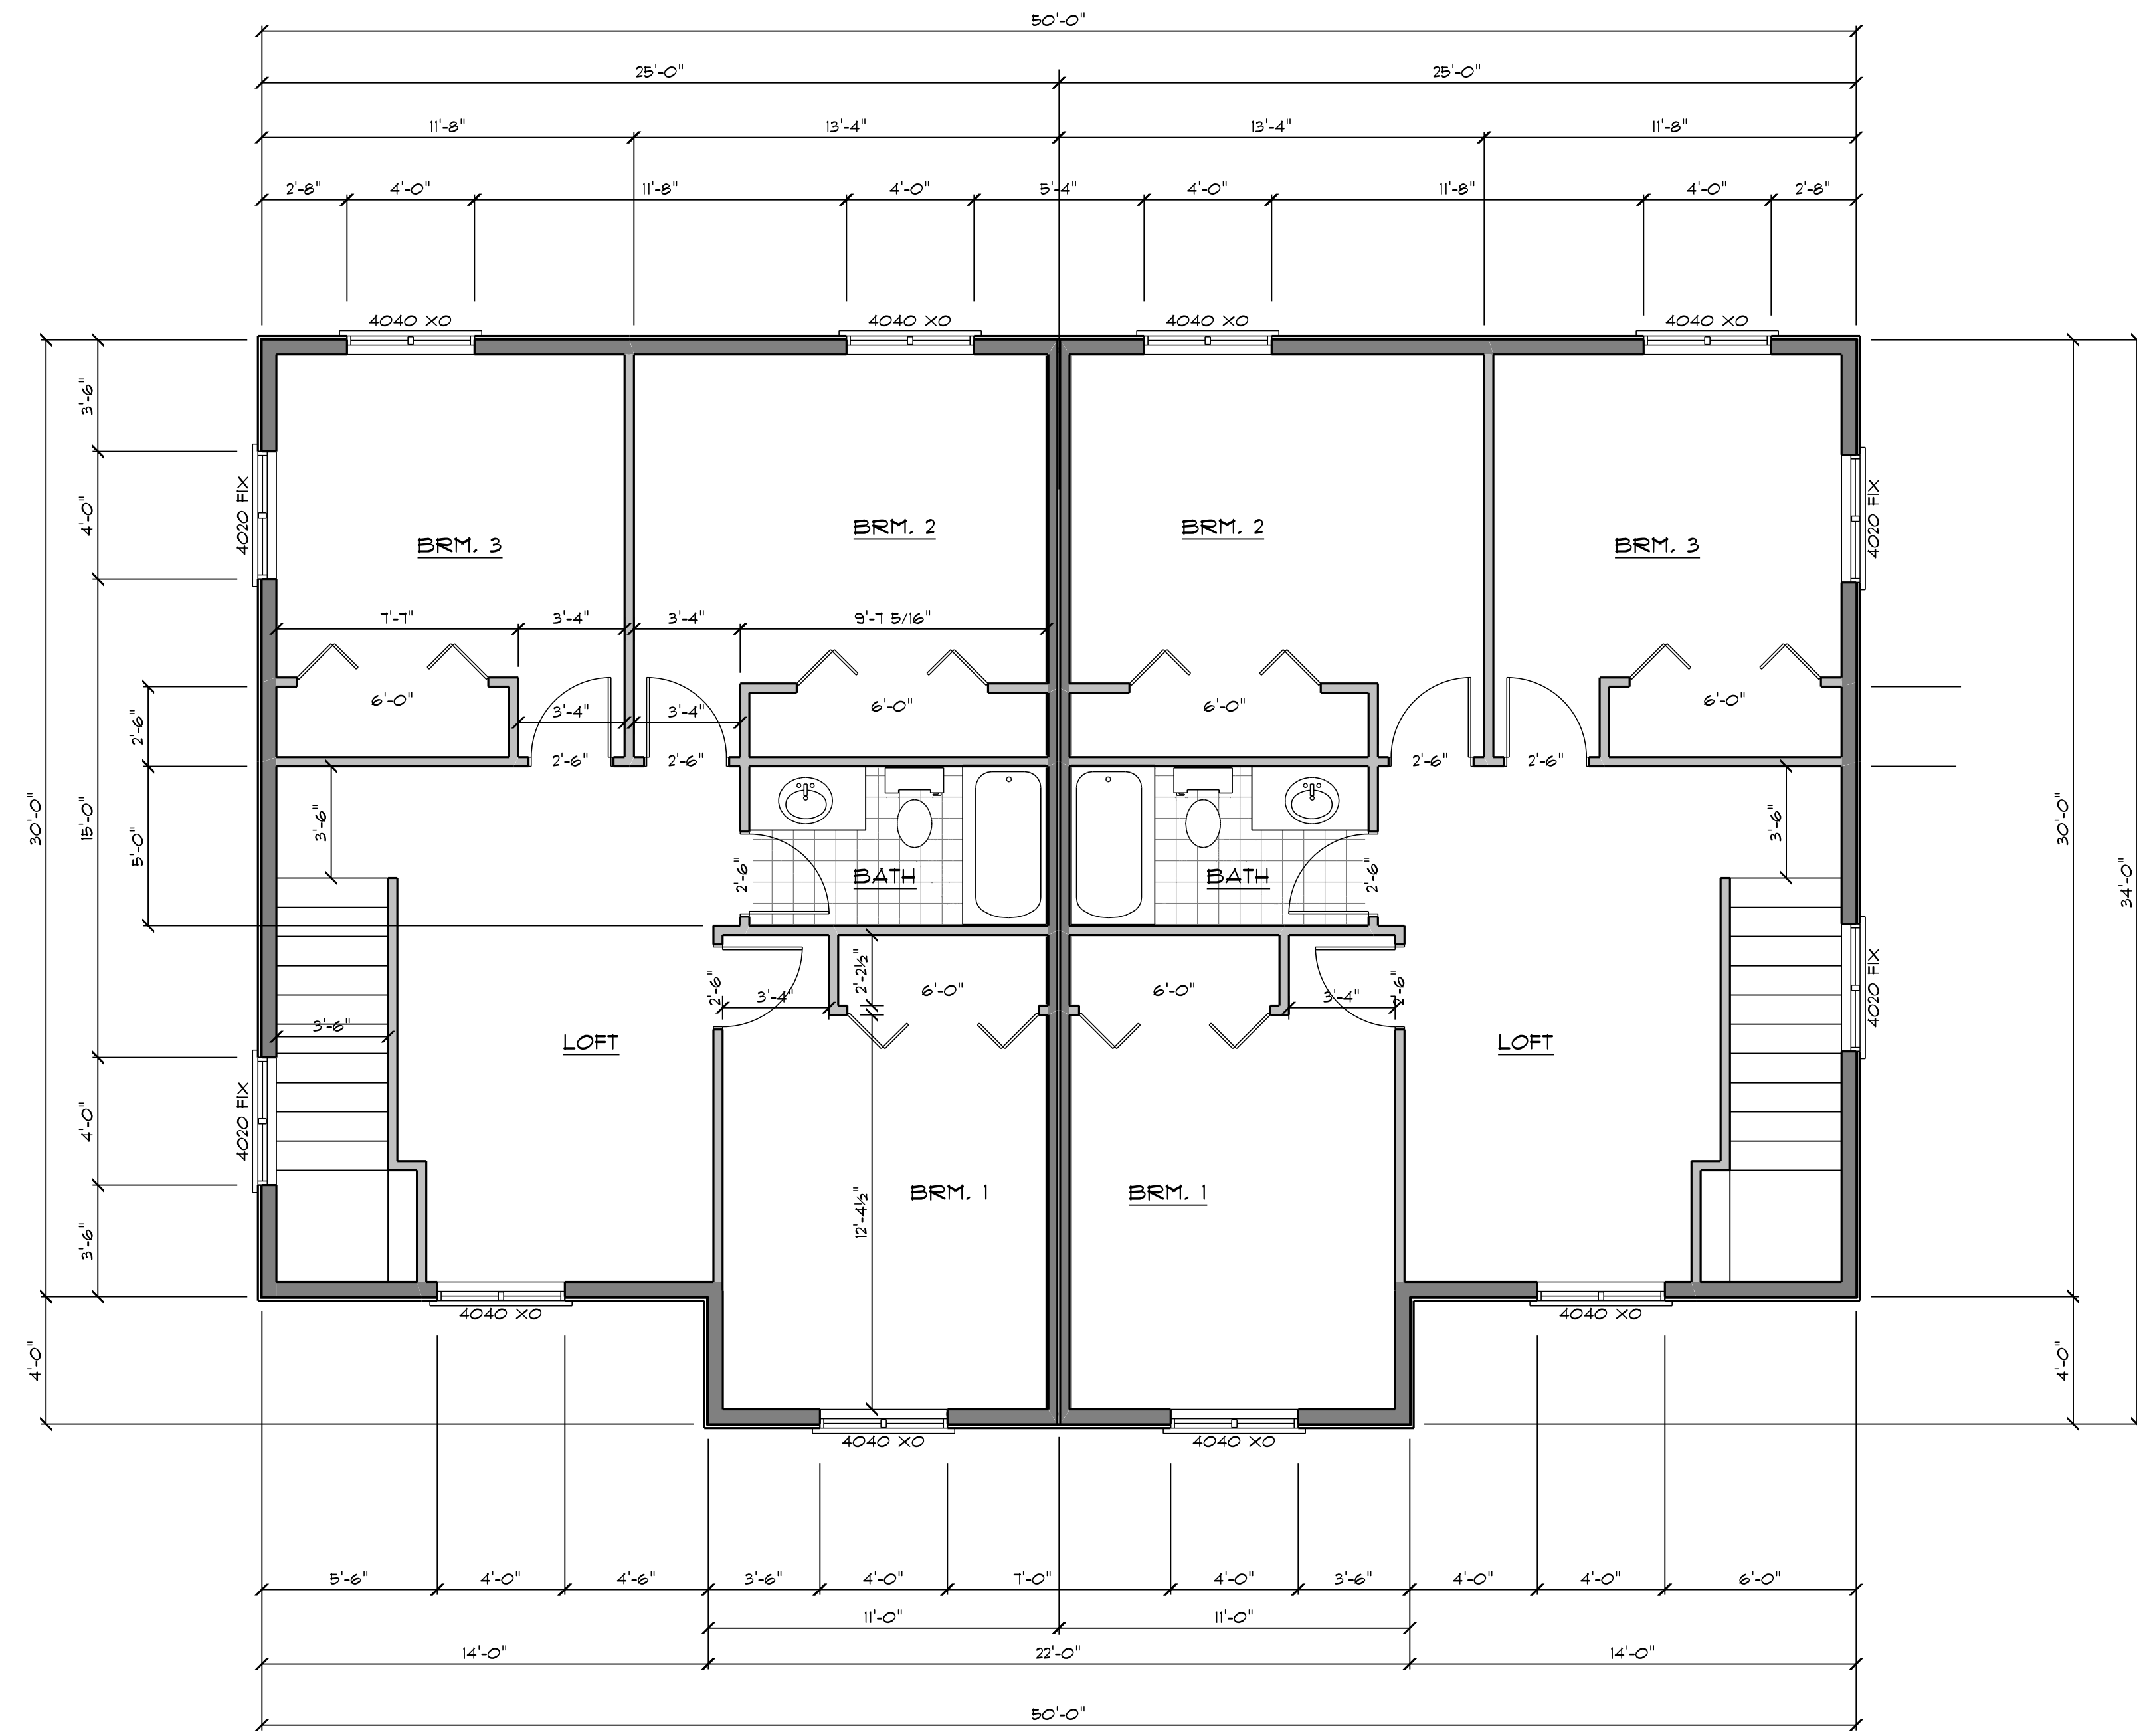 50'-0"
25'-0" 25'-0"
11'-8" 13'-4" 13'-4" 11'-8"
2'-8" 4'-0" 11'-8" 4'-0" 5'-4" 4'-0" 11'-8" 4'-0" 2'-8"
4040 XO 4040 XO 4040 XO 4040 XO
3'-6"
4'-0"
4020 FIX
4020 FIX
BRM. 3
BRM. 2
BRM. 2
BRM. 3
7'-7" 3'-4" 3'-4" 9'-7 5/16"
6'-0" 6'-0" 6'-0" 6'-0"
3'-4" 3'-4"
2'-6"
2'-6" 2'-6" 2'-6" 2'-6"
30'-0"
15'-0"
5'-0"
3'-6"
3'-6"
30'-0"
34'-0"
2'-6"
BATH
BATH
2'-6"
2'-6"
3'-4"
2'-2½"
6'-0"
6'-0"
3'-4"
2'-6"
4020 FIX
3'-6"
LOFT
LOFT
4'-0"
4020 FIX
BRM. 1
BRM. 1
12'-4½"
3'-6"
4040 XO
4040 XO
4'-0"
4'-0"
4040 XO
4040 XO
5'-6" 4'-0" 4'-6" 3'-6" 4'-0" 7'-0" 4'-0" 3'-6" 4'-0" 4'-0" 6'-0"
11'-0" 11'-0"
14'-0" 22'-0" 14'-0"
50'-0"